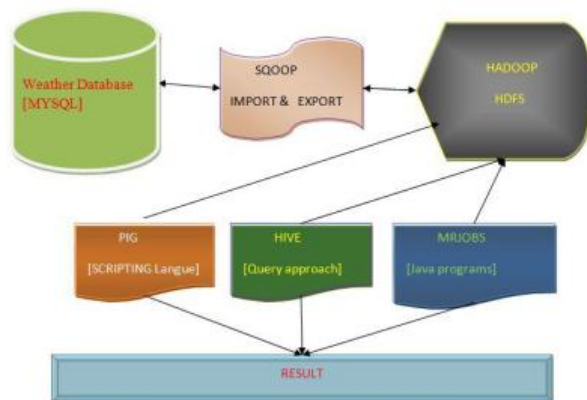 Weather Database
[MYSQL]
SQOOP
IMPORT & EXPORT
HADOOP
HDFS
PIG
[SCRIPTING Langue]
HIVE
[Query approach]
MRJOBS
[Java programs]
RESULT